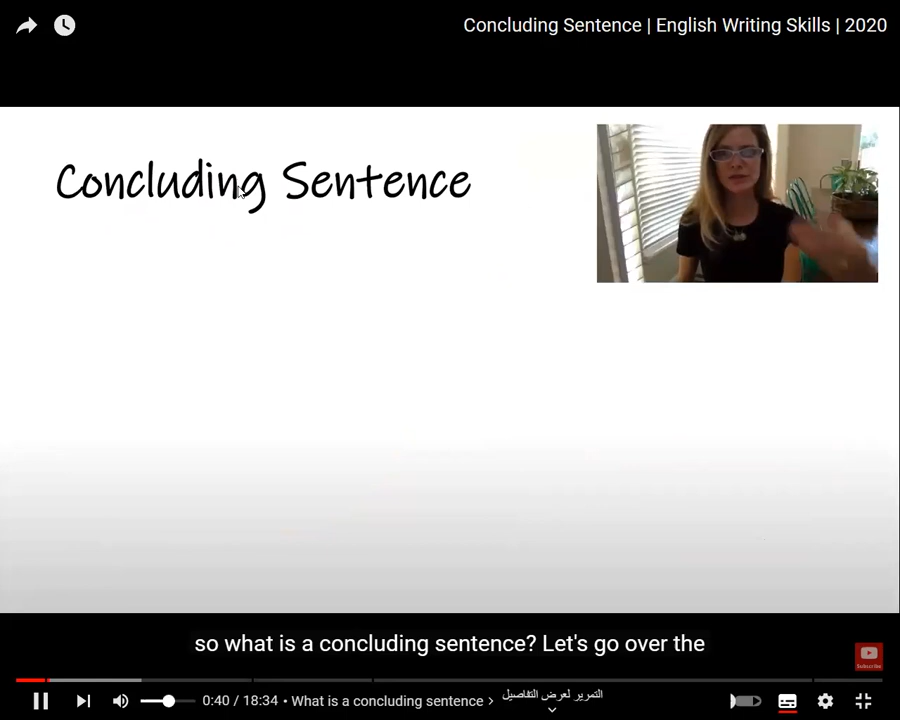 Concluding Sentence | English Writing Skills | 2020
Concluding Sentence
so what is a concluding sentence? Let's go over the
Subscribe
0:40 / 18:34 • What is a concluding sentence >
التمرير لعرض التفاصيل